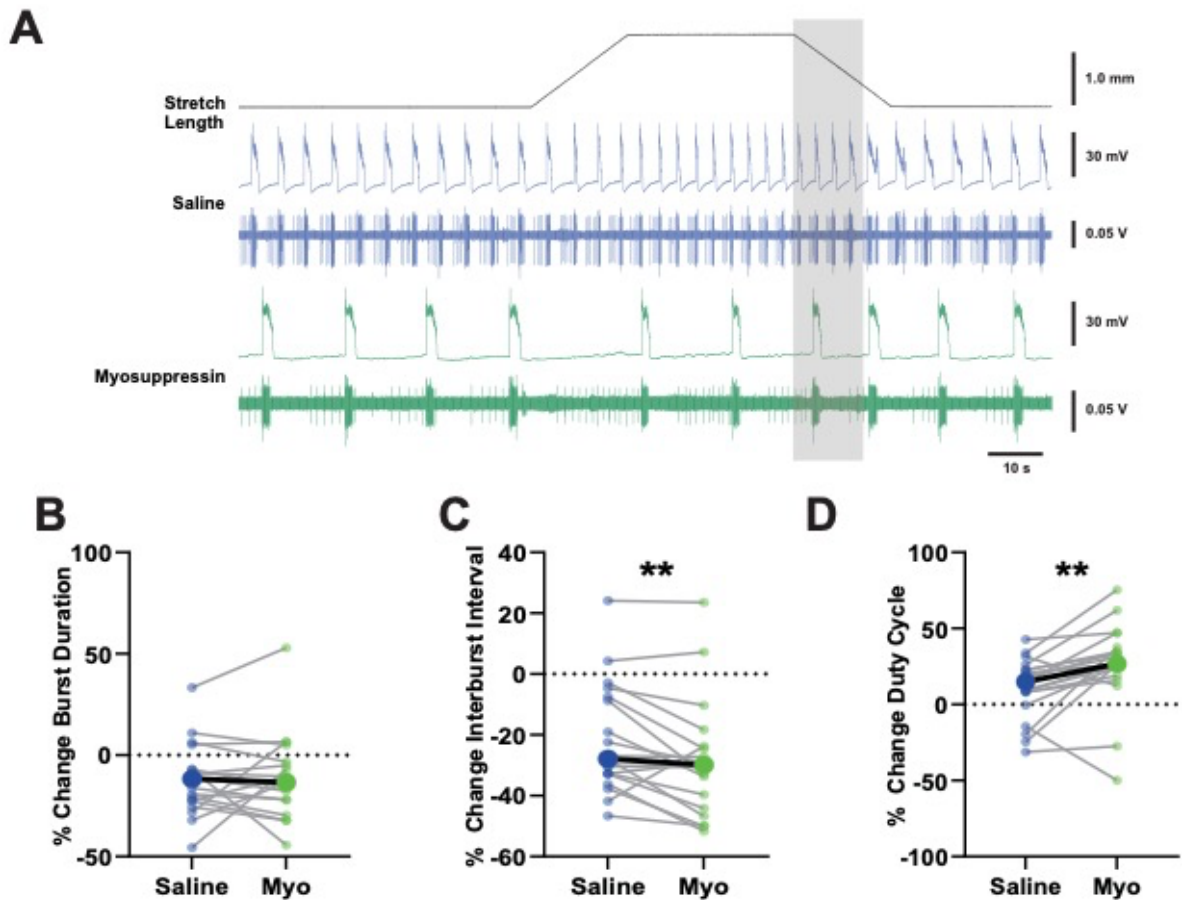 A
Stretch
Length
1.0 mm
30 mV
Saline
0.05 V
30 mV
Myosuppressin
0.05 V
10 s
B
% Change Burst Duration
100
50
0
-50
Saline
Myo
C
% Change Interburst Interval
40
20
0
-20
-40
-60
**
Saline
Myo
D
% Change Duty Cycle
100
50
0
-50
-100
**
Saline
Myo